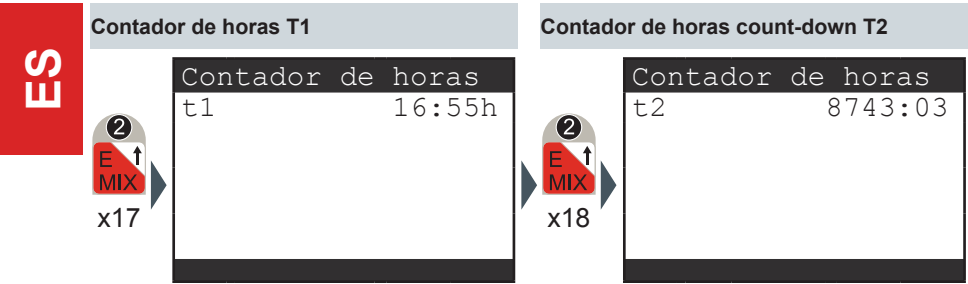 ES
Contador de horas T1
2
E
MIX
x17
Contador de horas
t1 16:55h
Contador de horas count-down T2
2
E
MIX
x18
Contador de horas
t2 8743:03